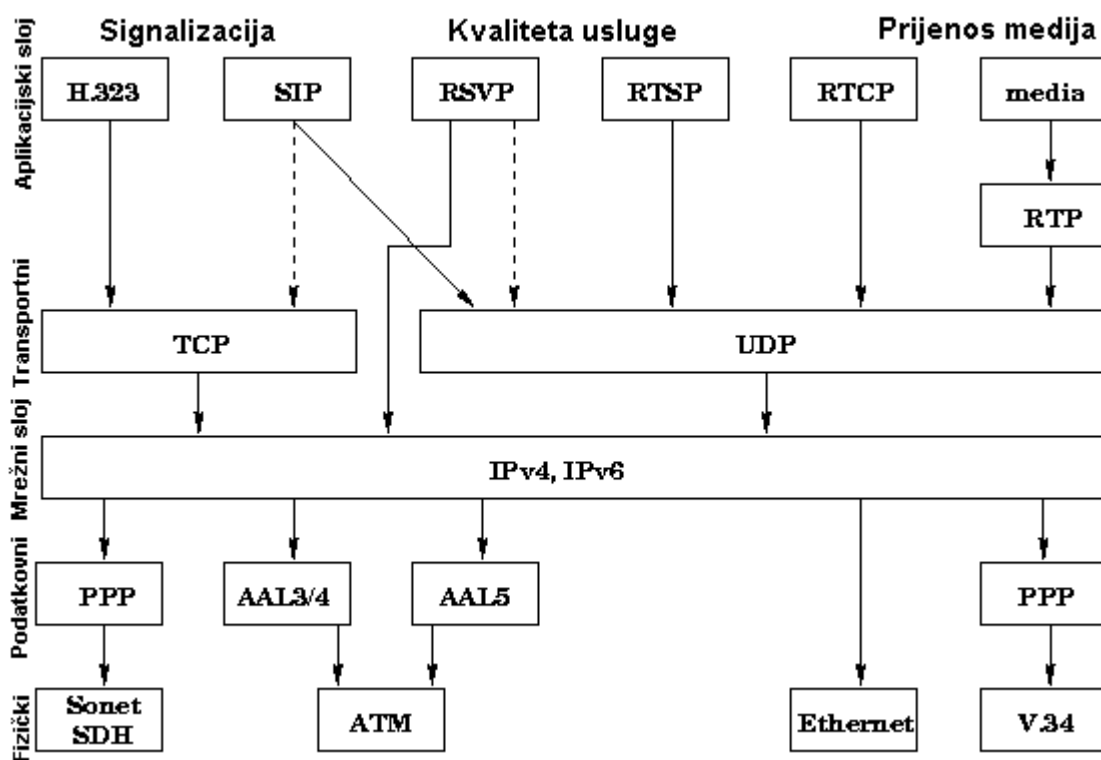 Signalizacija
Kvaliteta usluge
Prijenos medija
Aplikacijski sloj
H.323
SIP
RSVP
RTSP
RTCP
media
RTP
Transportni
TCP
UDP
Mrežni sloj
IPv4, IPv6
Podatkovni
PPP
AAL3/4
AAL5
PPP
Fizički
Sonet
SDH
ATM
Ethernet
V.34